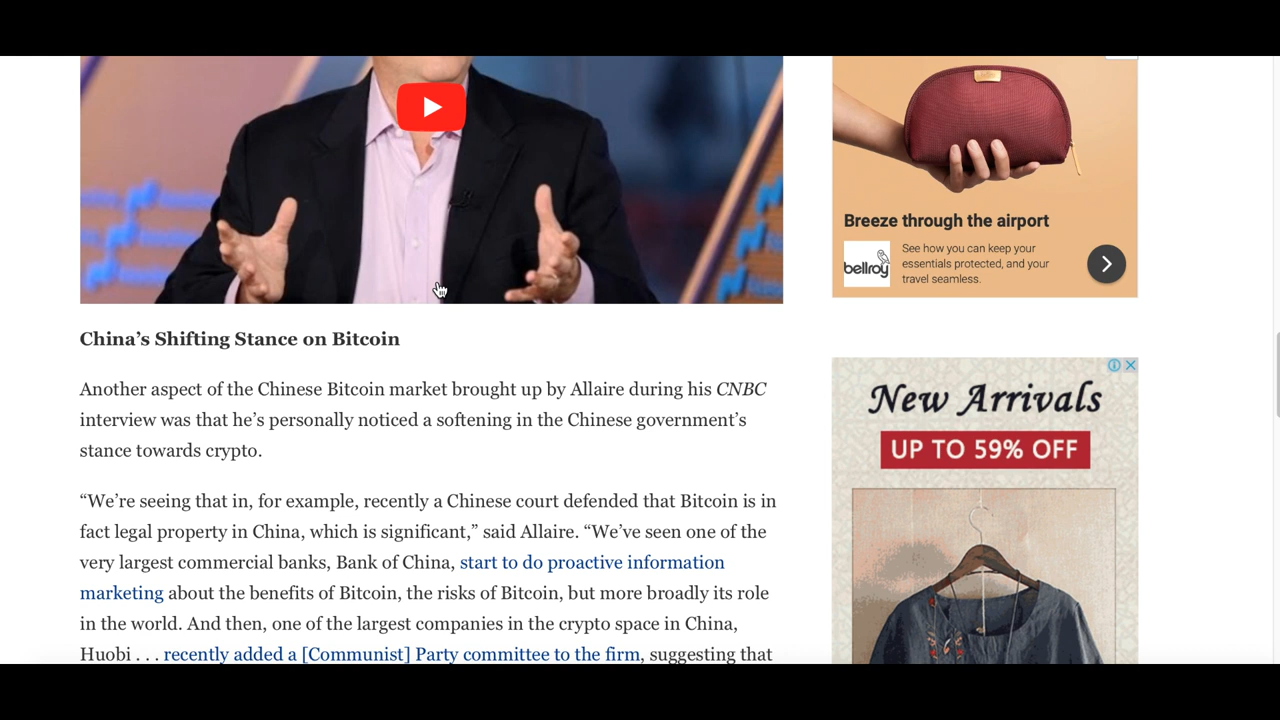 China’s Shifting Stance on Bitcoin
Another aspect of the Chinese Bitcoin market brought up by Allaire during his CNBC
interview was that he’s personally noticed a softening in the Chinese government’s
stance towards crypto.
“We’re seeing that in, for example, recently a Chinese court defended that Bitcoin is in
fact legal property in China, which is significant,” said Allaire. “We’ve seen one of the
very largest commercial banks, Bank of China, start to do proactive information
marketing about the benefits of Bitcoin, the risks of Bitcoin, but more broadly its role
in the world. And then, one of the largest companies in the crypto space in China,
Huobi . . . recently added a [Communist] Party committee to the firm, suggesting that
Breeze through the airport
bellroy
See how you can keep your
essentials protected, and your
travel seamless.
New Arrivals
UP TO 59% OFF